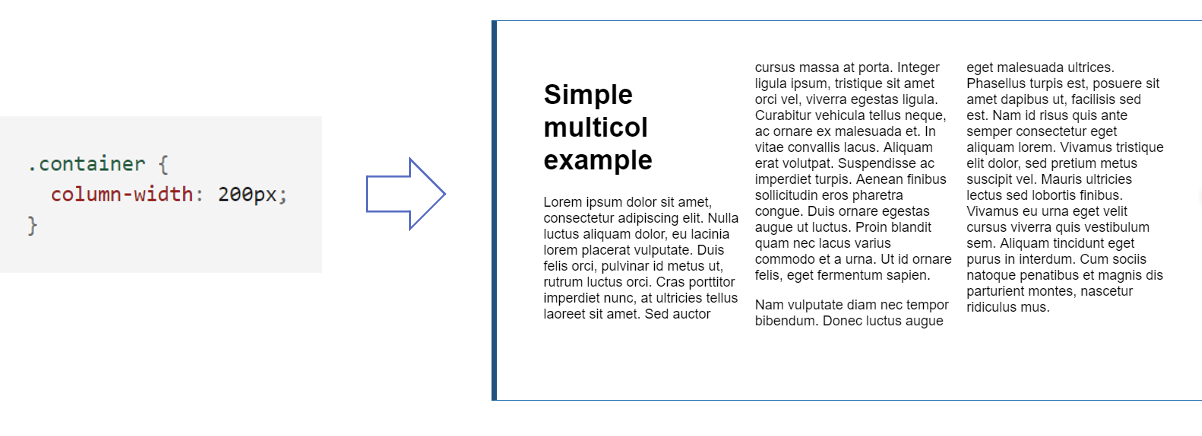 .container {
  column-width: 200px;
}
Simple
multicol
example
Lorem ipsum dolor sit amet,
consectetur adipiscing elit. Nulla
luctus aliquam dolor, eu lacinia
lorem placerat vulputate. Duis
felis orci, pulvinar id metus ut,
rutrum luctus orci. Cras porttitor
imperdiet nunc, at ultricies tellus
laoreet sit amet. Sed auctor
cursus massa at porta. Integer
ligula ipsum, tristique sit amet
orci vel, viverra egestas ligula.
Curabitur vehicula tellus neque,
ac ornare ex malesuada et. In
vitae convallis lacus. Aliquam
erat volutpat. Suspendisse ac
imperdiet turpis. Aenean finibus
sollicitudin eros pharetra
congue. Duis ornare egestas
augue ut luctus. Proin blandit
quam nec lacus varius
commodo et a urna. Ut id ornare
felis, eget fermentum sapien.
Nam vulputate diam nec tempor
bibendum. Donec luctus augue
eget malesuada ultrices.
Phasellus turpis est, posuere sit
amet dapibus ut, facilisis sed
est. Nam id risus quis ante
semper consectetur eget
aliquam lorem. Vivamus tristique
elit dolor, sed pretium metus
suscipit vel. Mauris ultricies
lectus sed lobortis finibus.
Vivamus eu urna eget velit
cursus viverra quis vestibulum
sem. Aliquam tincidunt eget
purus in interdum. Cum sociis
natoque penatibus et magnis dis
parturient montes, nascetur
ridiculus mus.